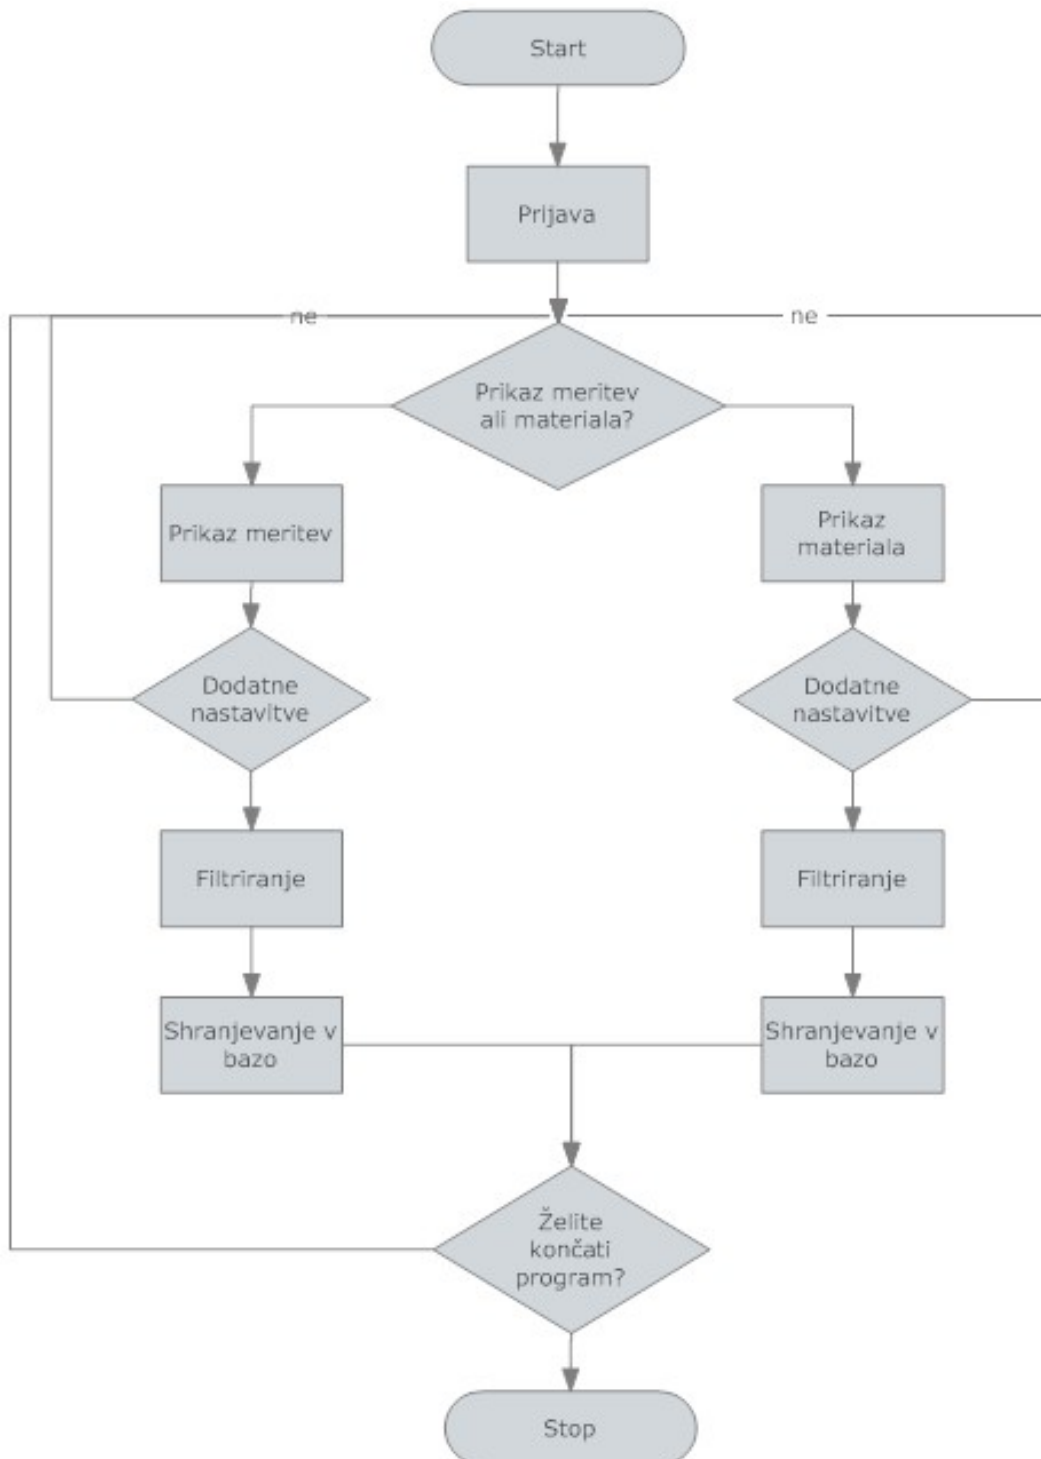 Start
Prijava
ne
ne
Prikaz meritev
ali materiala?
Prikaz meritev
Prikaz
materiala
Dodatne
nastavitve
Dodatne
nastavitve
Filtriranje
Filtriranje
Shranjevanje v
bazo
Shranjevanje v
bazo
Želite
končati
program?
Stop